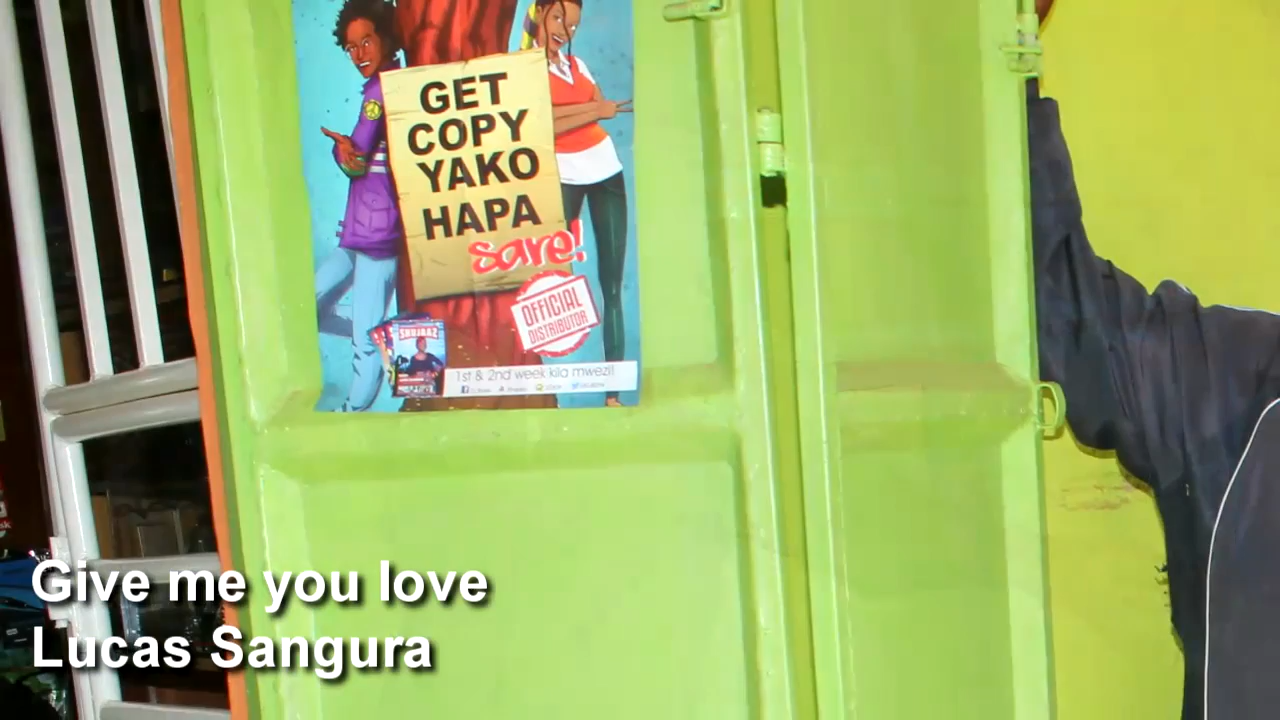 GET
COPY
YAKO
HAPA
sare!
OFFICIAL
DISTRIBUTOR
SHUJAAZ
1st & 2nd week kila mwezi!
Give me you love
Lucas Sangura